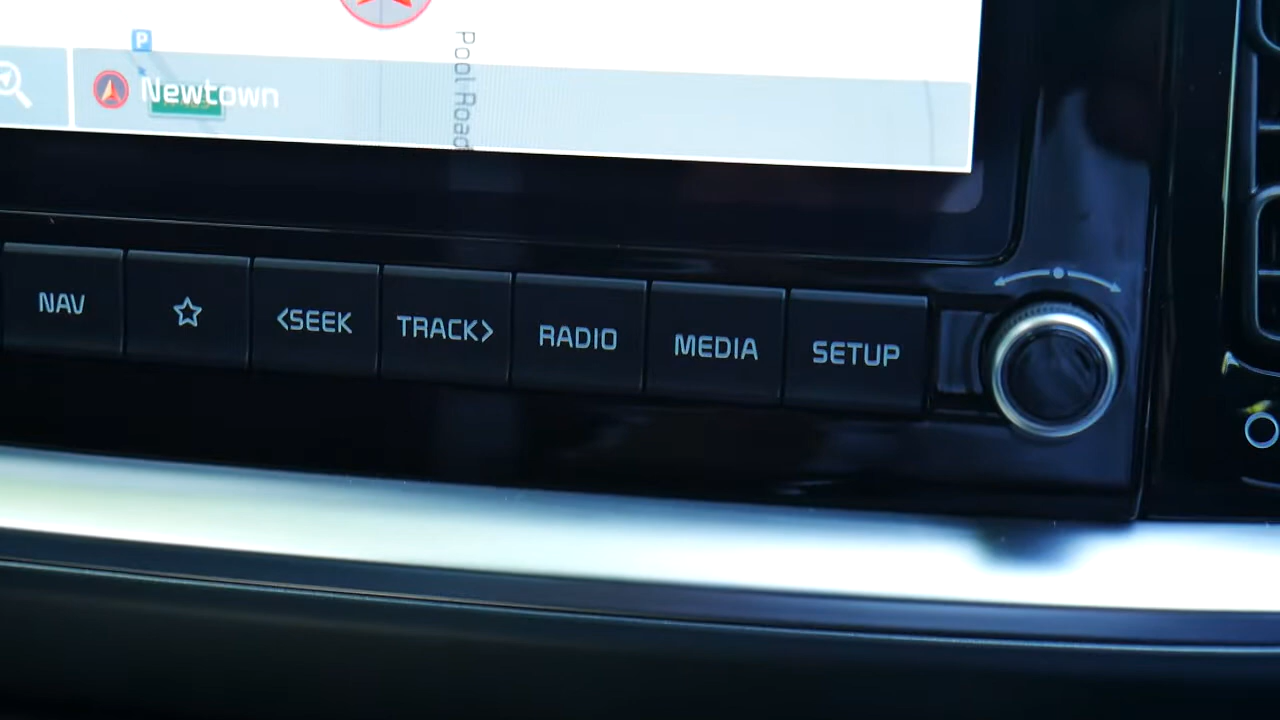 P
Pool Road
Newtown
NAV
<SEEK
TRACK>
RADIO
MEDIA
SETUP